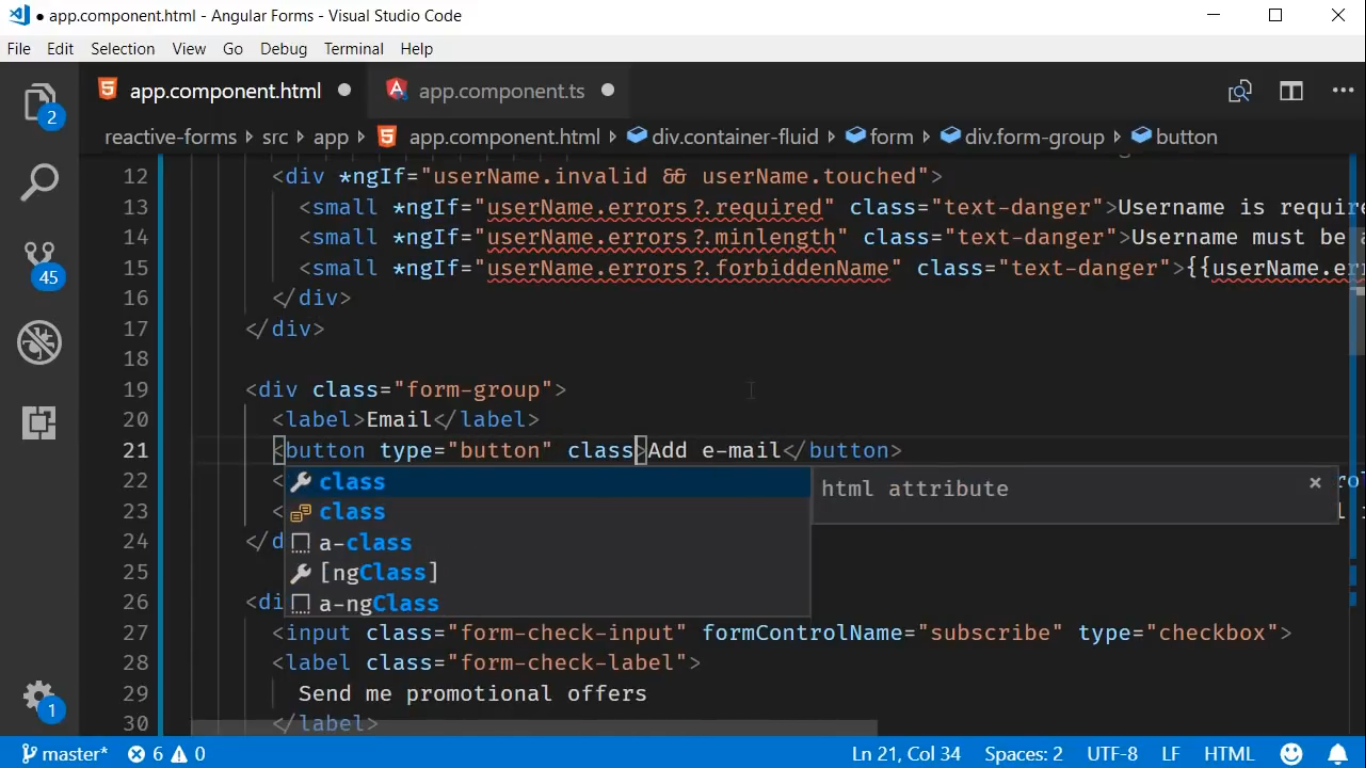 ● app.component.html - Angular Forms - Visual Studio Code
File Edit Selection View Go Debug Terminal Help
2 app.component.html app.component.ts
reactive-forms src app app.component.html div.container-fluid form div.form-group button
12 <div *ngIf="userName.invalid && userName.touched">
13 <small *ngIf="userName.errors?.required" class="text-danger">Username is require
14 <small *ngIf="userName.errors?.minlength" class="text-danger">Username must be a
15 <small *ngIf="userName.errors?.forbiddenName" class="text-danger">{{userName.err
45
16 </div>
17 </div>
18
19 <div class="form-group">
20 <label>Email</label>
21 <button type="button" class>Add e-mail</button>
22 < class html attribute × rol
23 < class l
24 </d a-class
25 [ngClass]
26 <di a-ngClass
27 <input class="form-check-input" formControlName="subscribe" type="checkbox">
28 <label class="form-check-label">
29 Send me promotional offers
1
30 </label>
master* 6 0 Ln 21, Col 34 Spaces: 2 UTF-8 LF HTML